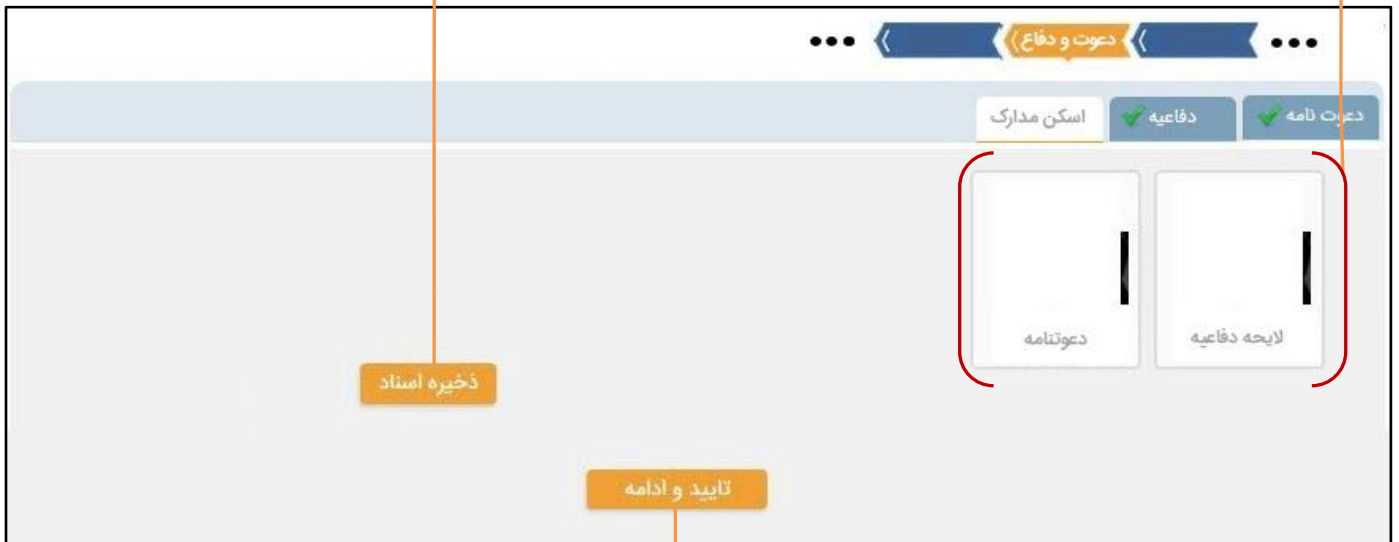 دعوت و دفاع
دعوت نامه دفاعیه اسکن مدارک
لایحه دفاعیه دعوتنامه
ذخیره اسناد
تایید و ادامه